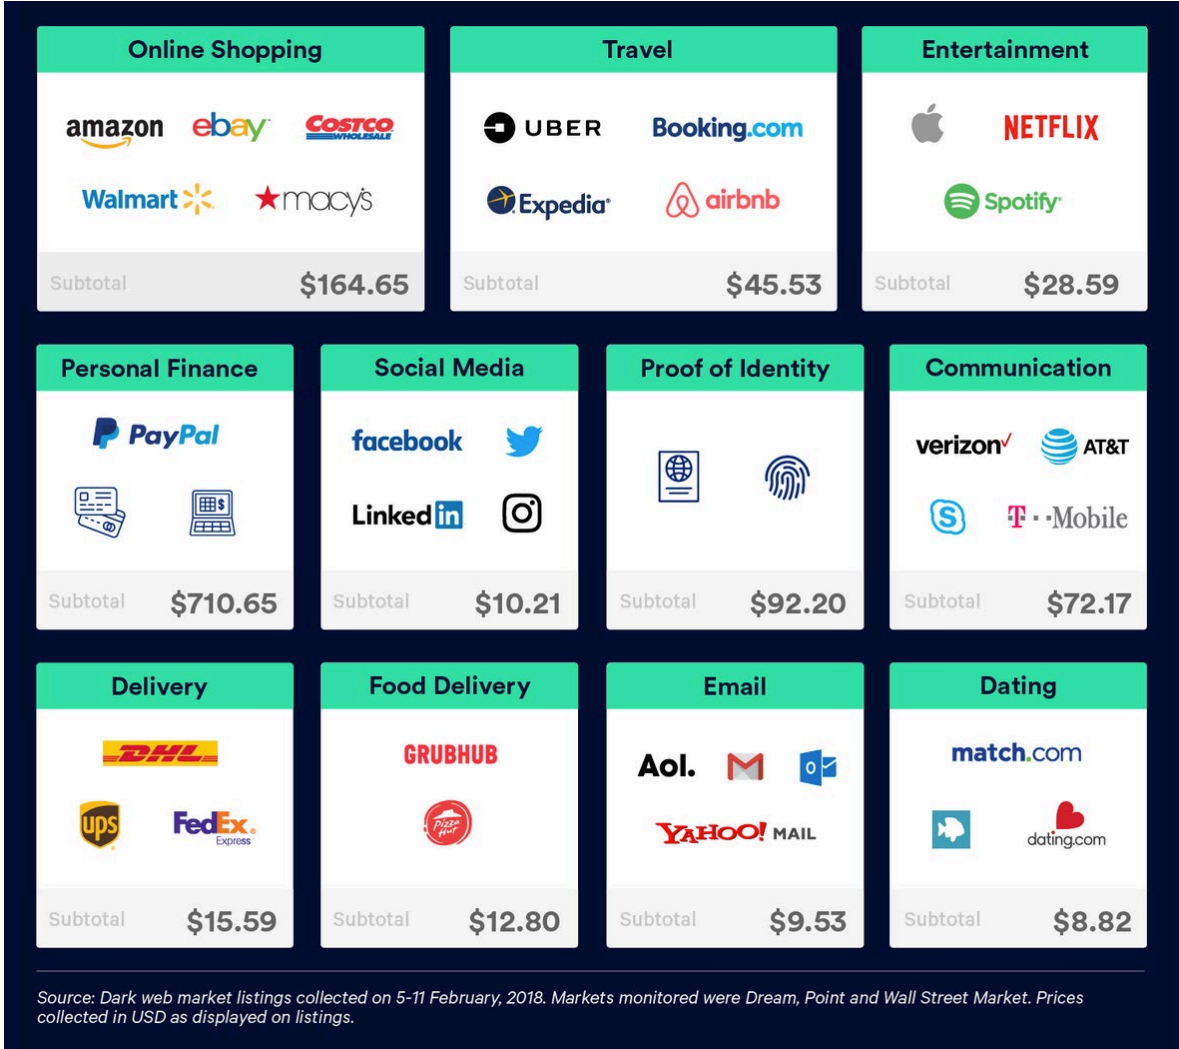 Online Shopping
Travel
Entertainment
amazon ebay COSTCO WHOLESALE
UBER Booking.com
NETFLIX
Walmart macy's
Expedia airbnb
Spotify
Subtotal $164.65
Subtotal $45.53
Subtotal $28.59
Personal Finance
Social Media
Proof of Identity
Communication
PayPal
facebook
verizon AT&T
$
LinkedIn
S T··Mobile
Subtotal $710.65
Subtotal $10.21
Subtotal $92.20
Subtotal $72.17
Delivery
Food Delivery
Email
Dating
DHL
GRUBHUB
Aol. M O
match.com
ups FedEx Express
Pizza Hut
YAHOO! MAIL
dating.com
Subtotal $15.59
Subtotal $12.80
Subtotal $9.53
Subtotal $8.82
Source: Dark web market listings collected on 5-11 February, 2018. Markets monitored were Dream, Point and Wall Street Market. Prices
collected in USD as displayed on listings.